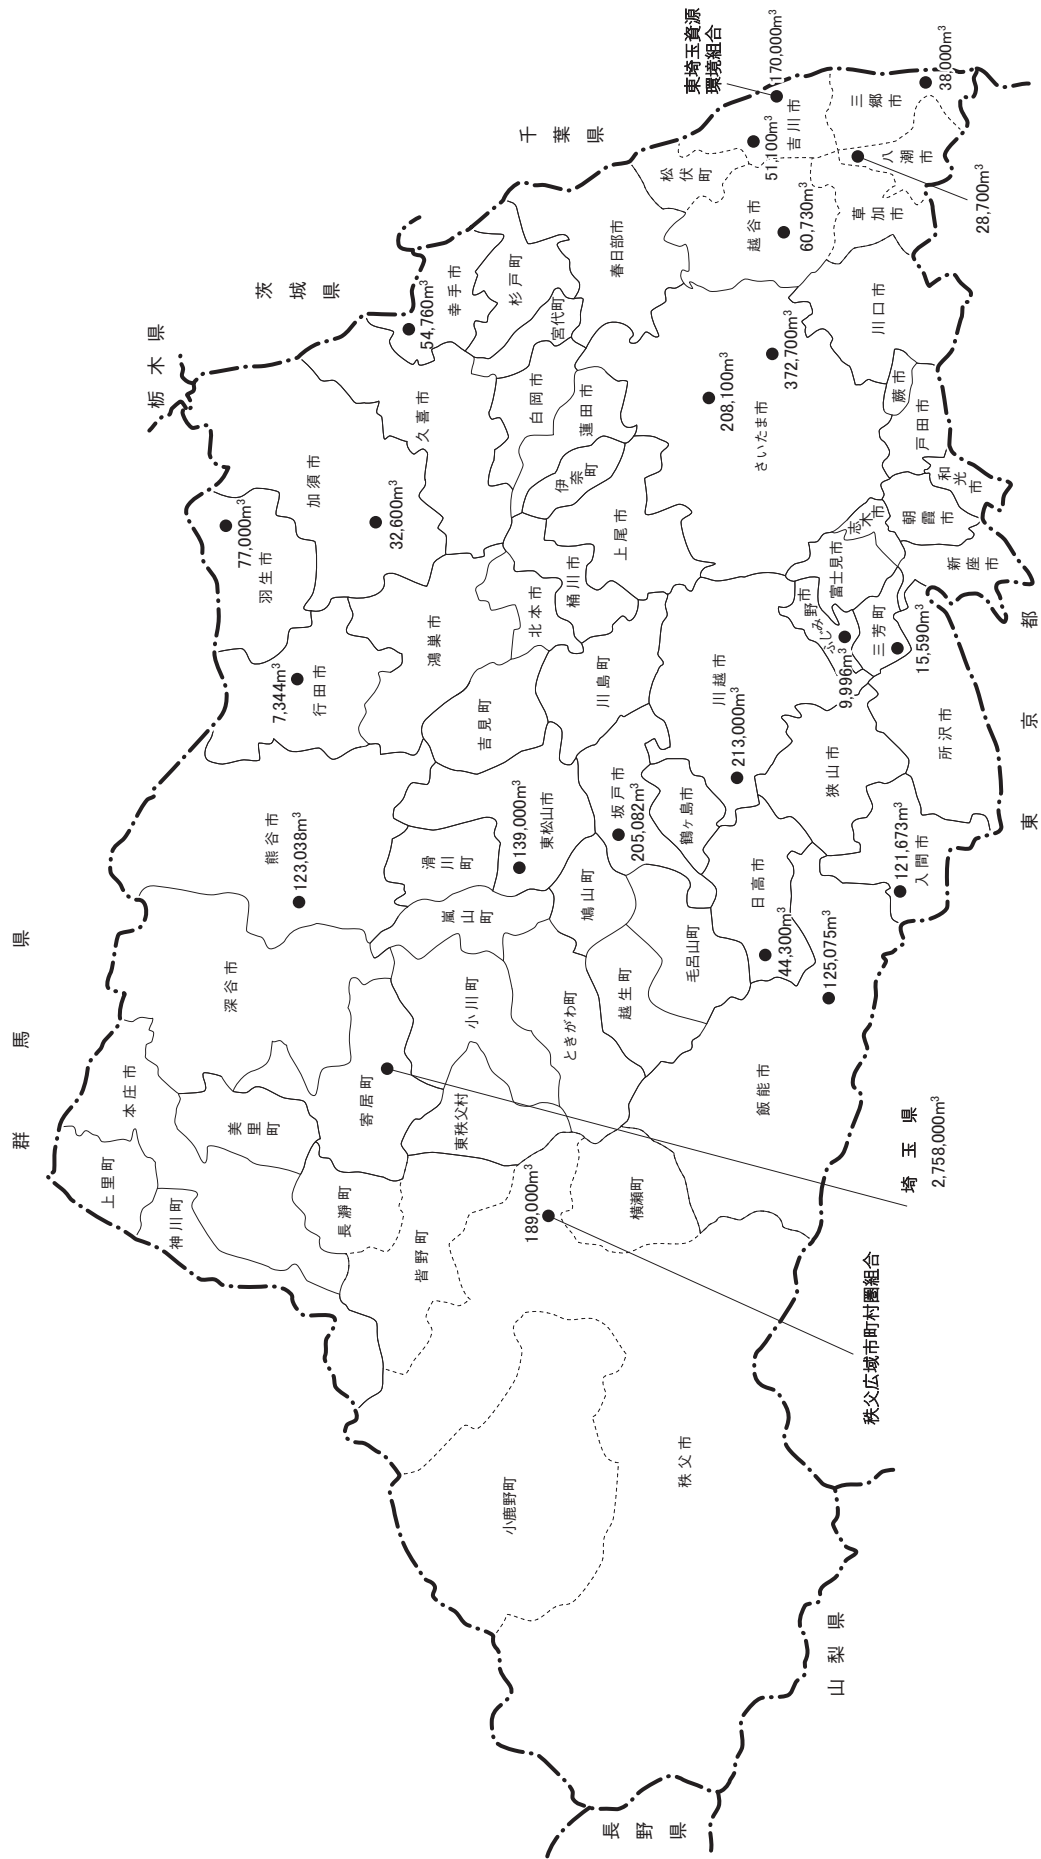 群馬県
栃木県
茨城県
千葉県
長野県
山梨県
東京都
上里町
神川町
本庄市
美里町
深谷市
熊谷市
123,038m³
行田市
7,344m³
羽生市
77,000m³
加須市
32,600m³
久喜市
54,760m³
幸手市
杉戸町
宮代町
白岡市
蓮田市
伊奈町
春日部市
松伏町
51,100m³
吉川市
東埼玉資源
環境組合
170,000m³
三郷市
38,000m³
八潮市
28,700m³
草加市
越谷市
60,730m³
川口市
蕨市
戸田市
さいたま市
208,100m³
372,700m³
上尾市
桶川市
北本市
鴻巣市
吉見町
川島町
川越市
213,000m³
ふじみ野市
9,996m³
富士見市
志木市
朝霞市
和光市
新座市
三芳町
15,590m³
所沢市
狭山市
入間市
121,673m³
日高市
44,300m³
125,075m³
飯能市
鶴ヶ島市
坂戸市
205,082m³
東松山市
139,000m³
滑川町
嵐山町
鳩山町
毛呂山町
越生町
ときがわ町
小川町
東秩父村
寄居町
埼玉県
2,758,000m³
長瀞町
皆野町
横瀬町
189,000m³
秩父広域市町村圏組合
小鹿野町
秩父市